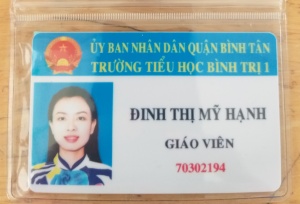 ỦY BAN NHÂN DÂN QUẬN BÌNH TÂN
TRƯỜNG TIỂU HỌC BÌNH TRỊ 1
ĐINH THỊ MỸ HẠNH
GIÁO VIÊN
70302194